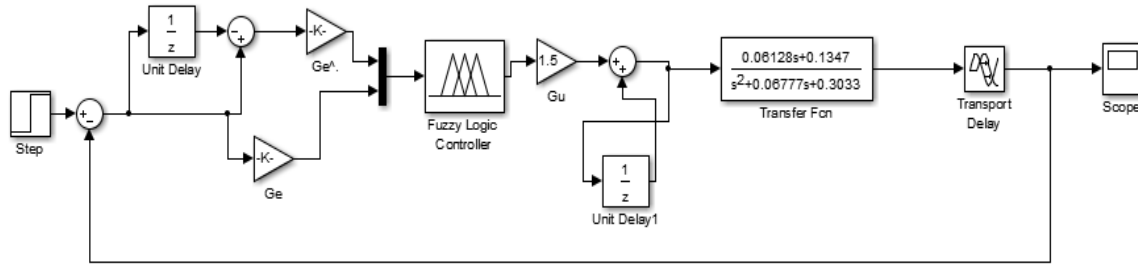 1
z
Unit Delay
-K-
Ge^.
1.5
Gu
0.06128s+0.1347
s²+0.06777s+0.3033
Transfer Fcn
Transport
Delay
Scope
Step
Fuzzy Logic
Controller
-K-
Ge
1
z
Unit Delay1